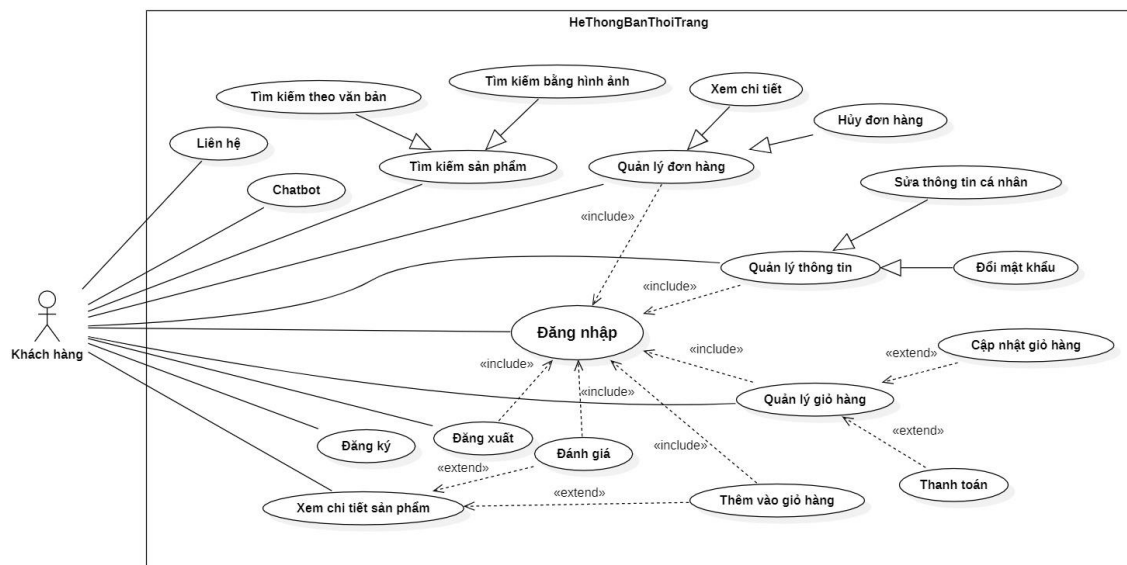 HeThongBanThoiTrang
Tìm kiếm bằng hình ảnh
Tìm kiếm theo văn bản
Xem chi tiết
Hủy đơn hàng
Liên hệ
Tìm kiếm sản phẩm
Quản lý đơn hàng
Chatbot
Sửa thông tin cá nhân
«include»
Quản lý thông tin
Đổi mật khẩu
«include»
Đăng nhập
Khách hàng
«include»
«include»
«extend»
Cập nhật giỏ hàng
«include»
Quản lý giỏ hàng
Đăng ký
Đăng xuất
Đánh giá
«include»
«extend»
«extend»
Thanh toán
«extend»
Thêm vào giỏ hàng
Xem chi tiết sản phẩm